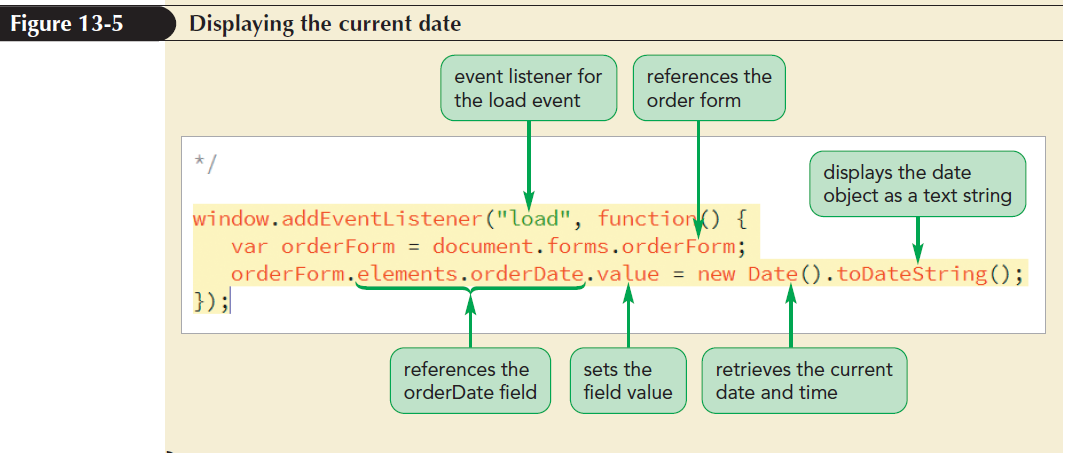 Figure 13-5 Displaying the current date
event listener for
the load event
references the
order form
displays the date
object as a text string
*/
window.addEventListener("load", function() {
var orderForm = document.forms.orderForm;
orderForm.elements.orderDate.value = new Date().toDateString();
});
references the
orderDate field
sets the
field value
retrieves the current
date and time